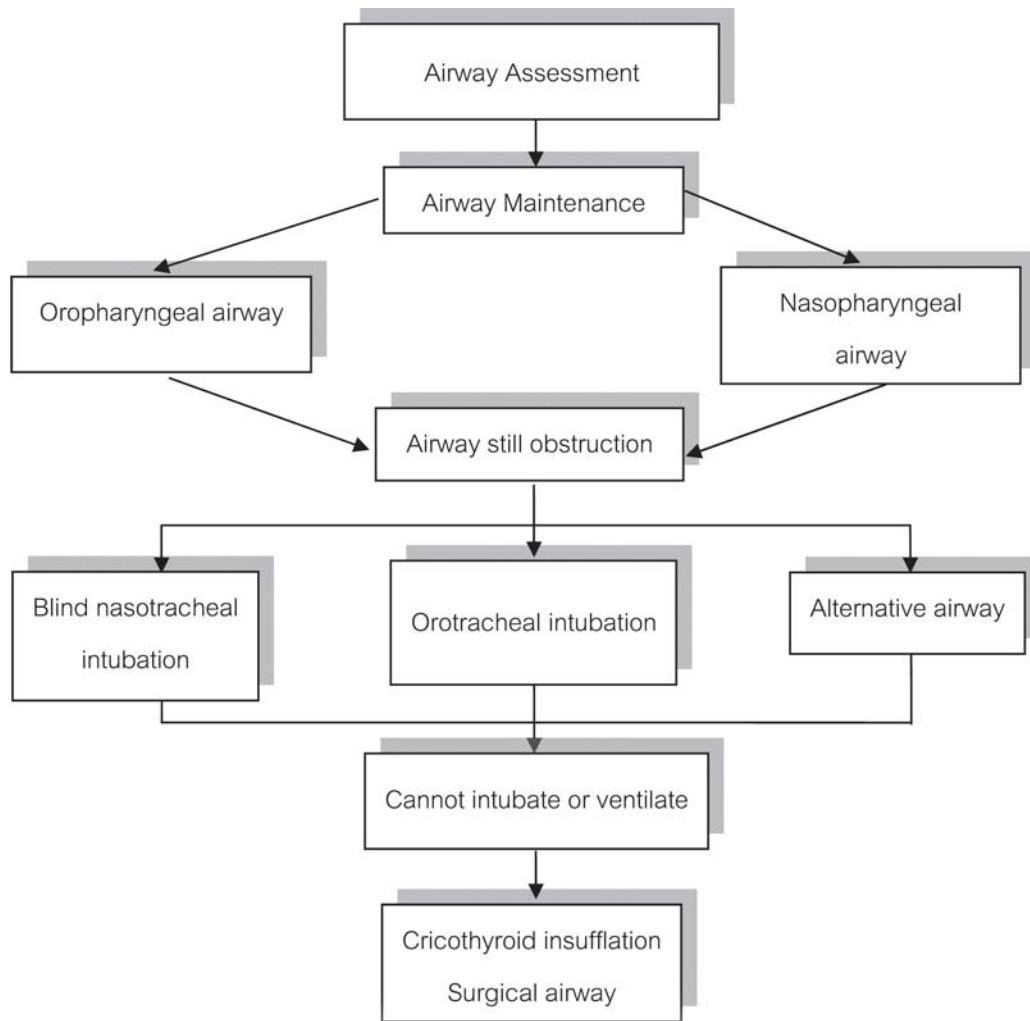 Airway Assessment
Airway Maintenance
Oropharyngeal airway
Nasopharyngeal
airway
Airway still obstruction
Blind nasotracheal
intubation
Orotracheal intubation
Alternative airway
Cannot intubate or ventilate
Cricothyroid insufflation
Surgical airway